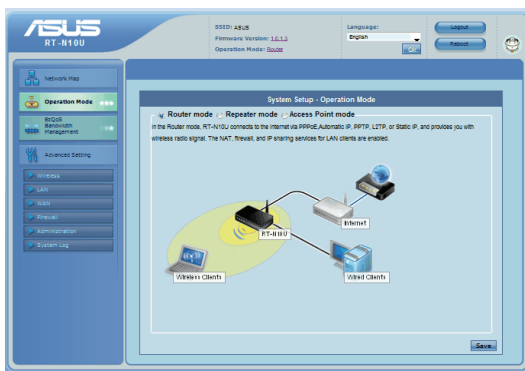 ASUS
RT-N10U
SSID: ASUS
Firmware Version: 1.0.1.3
Operation Mode: Router
Language:
English
Logout
Reboot
Network Map
Operation Mode
EzQoS
Bandwidth
Management
Advanced Setting
Wireless
LAN
WAN
Firewall
Administration
System Log
System Setup - Operation Mode
Router mode Repeater mode Access Point mode
In the Router mode, RT-N10U connects to the internet via PPPoE,Automatic IP, PPTP, L2TP, or Static IP, and provides you with
wireless radio signal. The NAT, firewall, and IP sharing services for LAN clients are enabled.
Internet
RT-N10U
Wireless Clients
Wired Clients
Save